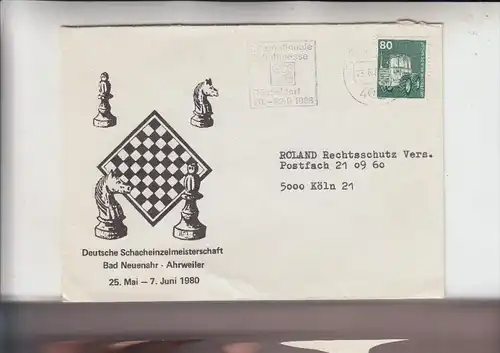 80
Düsseldorf
ROLAND Rechtsschutz Vers.
Postfach 21 09 60
5000 Köln 21
Deutsche Schacheinzelmeisterschaft
Bad Neuenahr - Ahrweiler
25. Mai – 7. Juni 1980